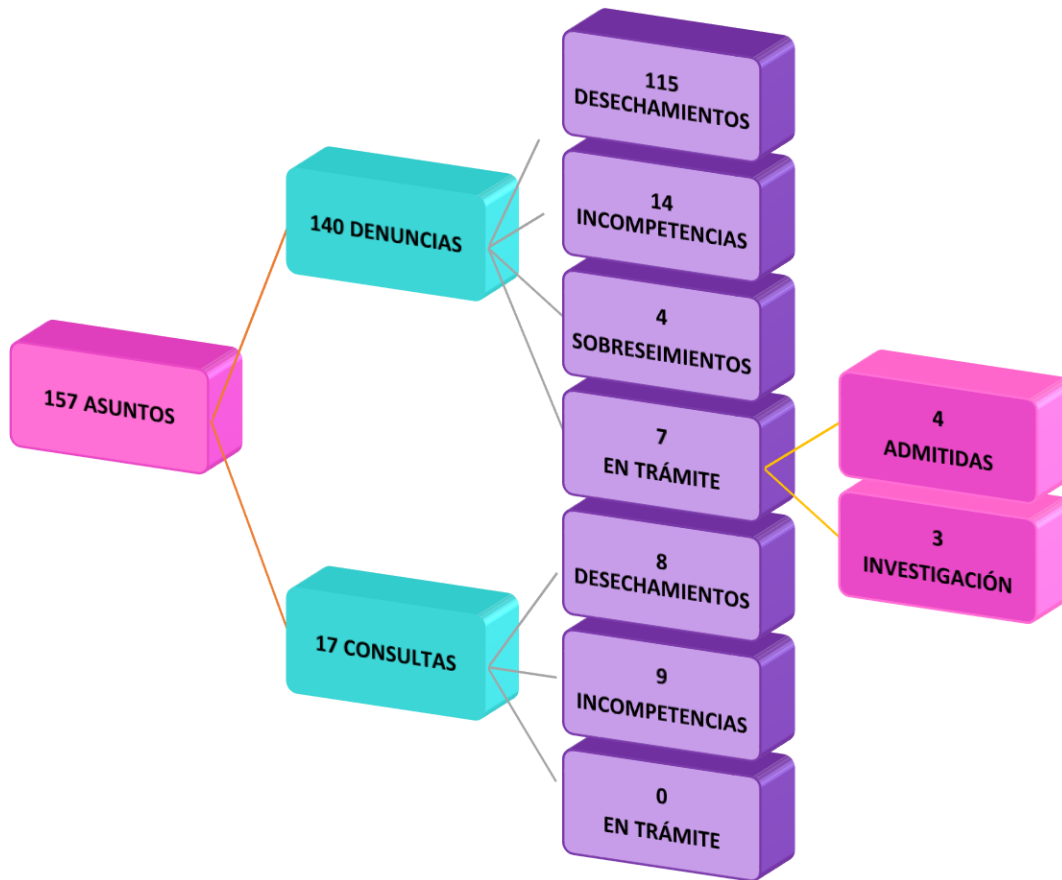 157 ASUNTOS
140 DENUNCIAS
115
DESECHAMIENTOS
14
INCOMPETENCIAS
4
SOBRESEIMIENTOS
7
EN TRÁMITE
4
ADMITIDAS
3
INVESTIGACIÓN
17 CONSULTAS
8
DESECHAMIENTOS
9
INCOMPETENCIAS
0
EN TRÁMITE